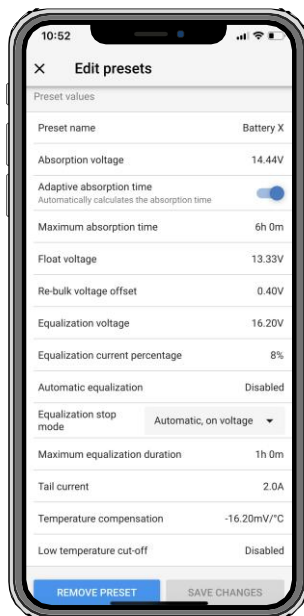 10:52
× Edit presets
Preset values
Preset name Battery X
Absorption voltage 14.44V
Adaptive absorption time
Automatically calculates the absorption time
Maximum absorption time 6h 0m
Float voltage 13.33V
Re-bulk voltage offset 0.40V
Equalization voltage 16.20V
Equalization current percentage 8%
Automatic equalization Disabled
Equalization stop
mode Automatic, on voltage
Maximum equalization duration 1h 0m
Tail current 2.0A
Temperature compensation -16.20mV/°C
Low temperature cut-off Disabled
REMOVE PRESET SAVE CHANGES